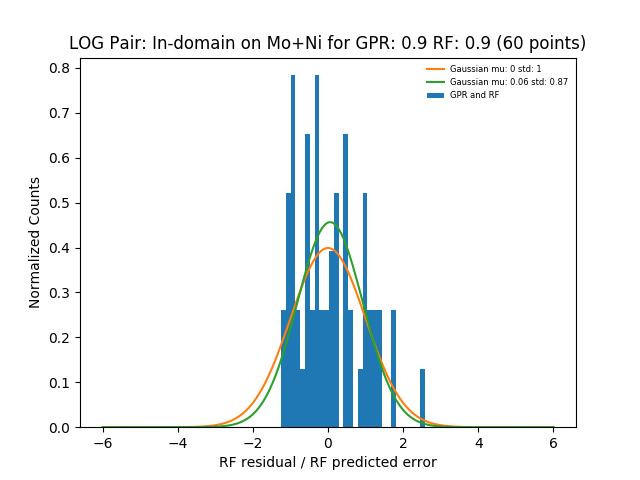 LOG Pair: In-domain on Mo+Ni for GPR: 0.9 RF: 0.9 (60 points)
Gaussian mu: 0 std: 1
Gaussian mu: 0.06 std: 0.87
GPR and RF
Normalized Counts
0.8
0.7
0.6
0.5
0.4
0.3
0.2
0.1
0.0
−6 −4 −2 0 2 4 6
RF residual / RF predicted error